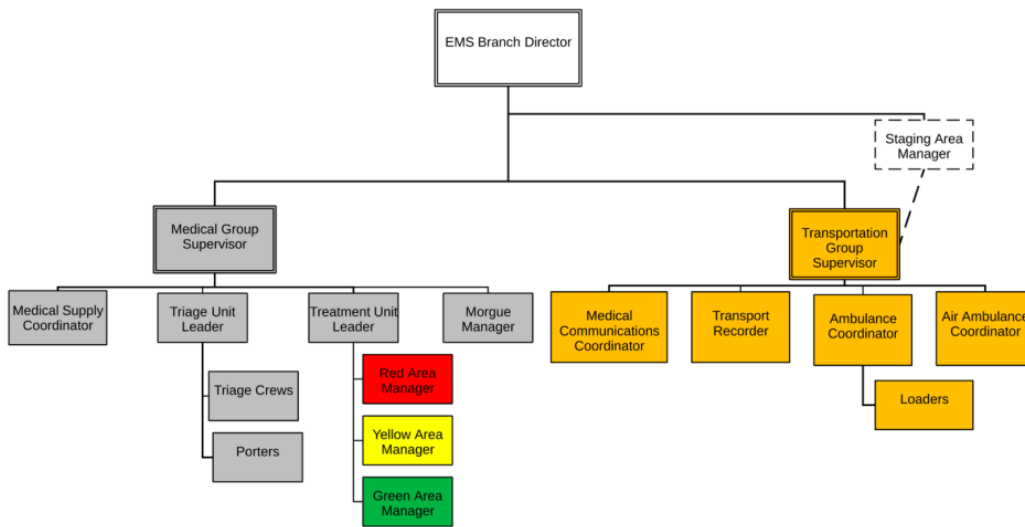 EMS Branch Director
Staging Area
Manager
Medical Group
Supervisor
Transportation
Group
Supervisor
Medical Supply
Coordinator
Triage Unit
Leader
Treatment Unit
Leader
Morgue
Manager
Medical
Communications
Coordinator
Transport
Recorder
Ambulance
Coordinator
Air Ambulance
Coordinator
Red Area
Manager
Triage Crews
Loaders
Yellow Area
Manager
Porters
Green Area
Manager